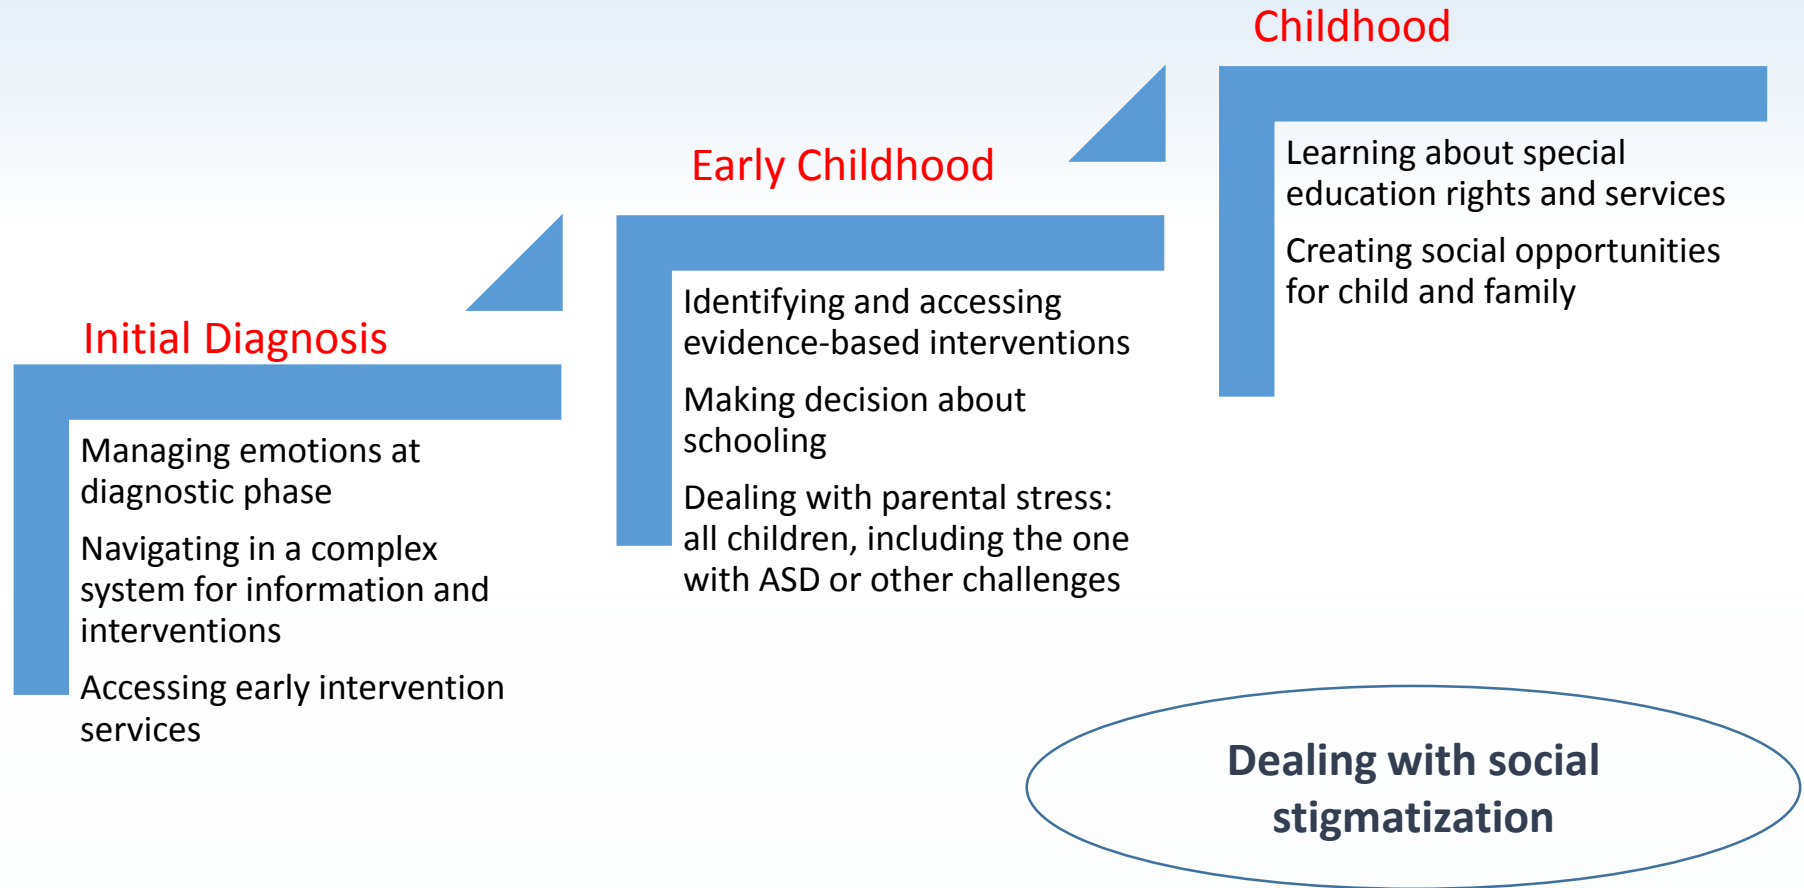 Initial Diagnosis
Managing emotions at
diagnostic phase
Navigating in a complex
system for information and
interventions
Accessing early intervention
services
Early Childhood
Identifying and accessing
evidence-based interventions
Making decision about
schooling
Dealing with parental stress:
all children, including the one
with ASD or other challenges
Childhood
Learning about special
education rights and services
Creating social opportunities
for child and family
Dealing with social
stigmatization